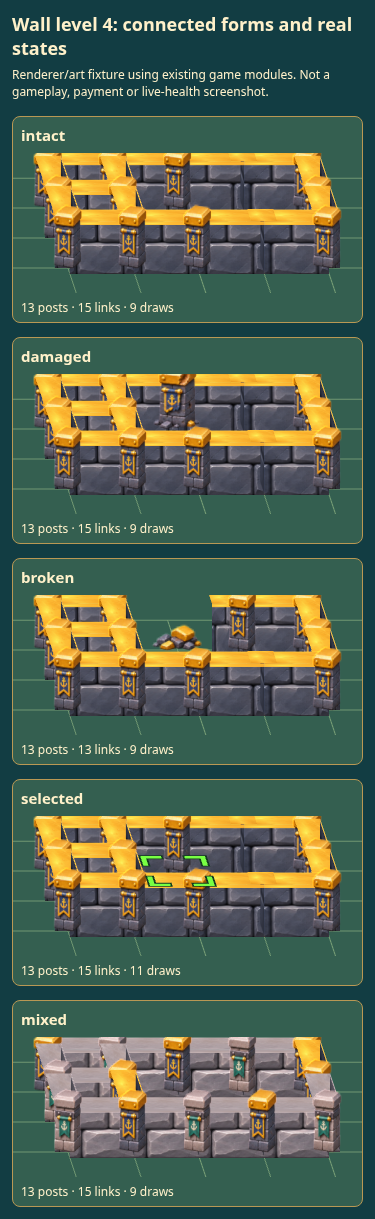 Wall level 4: connected forms and real
states
Renderer/art fixture using existing game modules. Not a
gameplay, payment or live-health screenshot.
intact
13 posts · 15 links · 9 draws
damaged
13 posts · 15 links · 9 draws
broken
13 posts · 13 links · 9 draws
selected
13 posts · 15 links · 11 draws
mixed
13 posts · 15 links · 9 draws